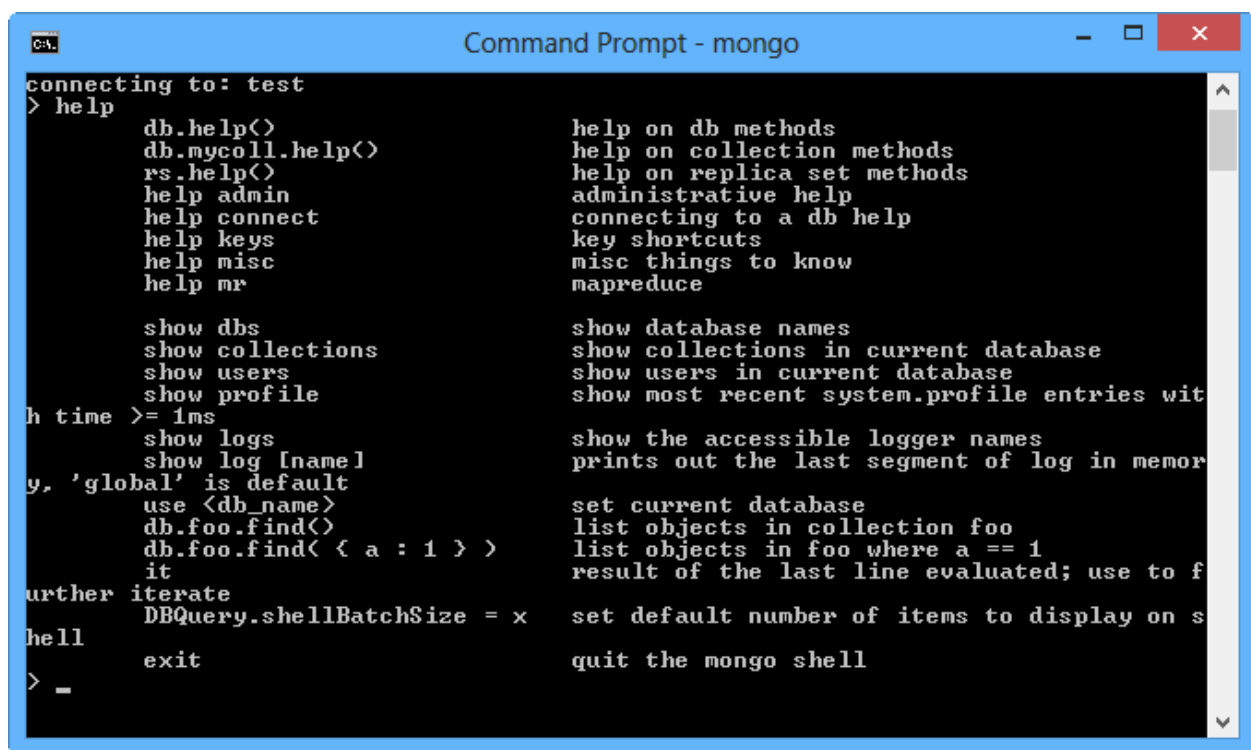 C:\.
Command Prompt - mongo
connecting to: test
> help
        db.help()                    help on db methods
        db.mycoll.help()             help on collection methods
        rs.help()                    help on replica set methods
        help admin                   administrative help
        help connect                 connecting to a db help
        help keys                    key shortcuts
        help misc                    misc things to know
        help mr                      mapreduce

        show dbs                     show database names
        show collections             show collections in current database
        show users                   show users in current database
        show profile                 show most recent system.profile entries wit
h time >= 1ms
        show logs                    show the accessible logger names
        show log [name]              prints out the last segment of log in memor
y, 'global' is default
        use <db_name>                set current database
        db.foo.find()                list objects in collection foo
        db.foo.find( { a : 1 } )     list objects in foo where a == 1
        it                           result of the last line evaluated; use to f
urther iterate
        DBQuery.shellBatchSize = x   set default number of items to display on s
hell
        exit                         quit the mongo shell
> _